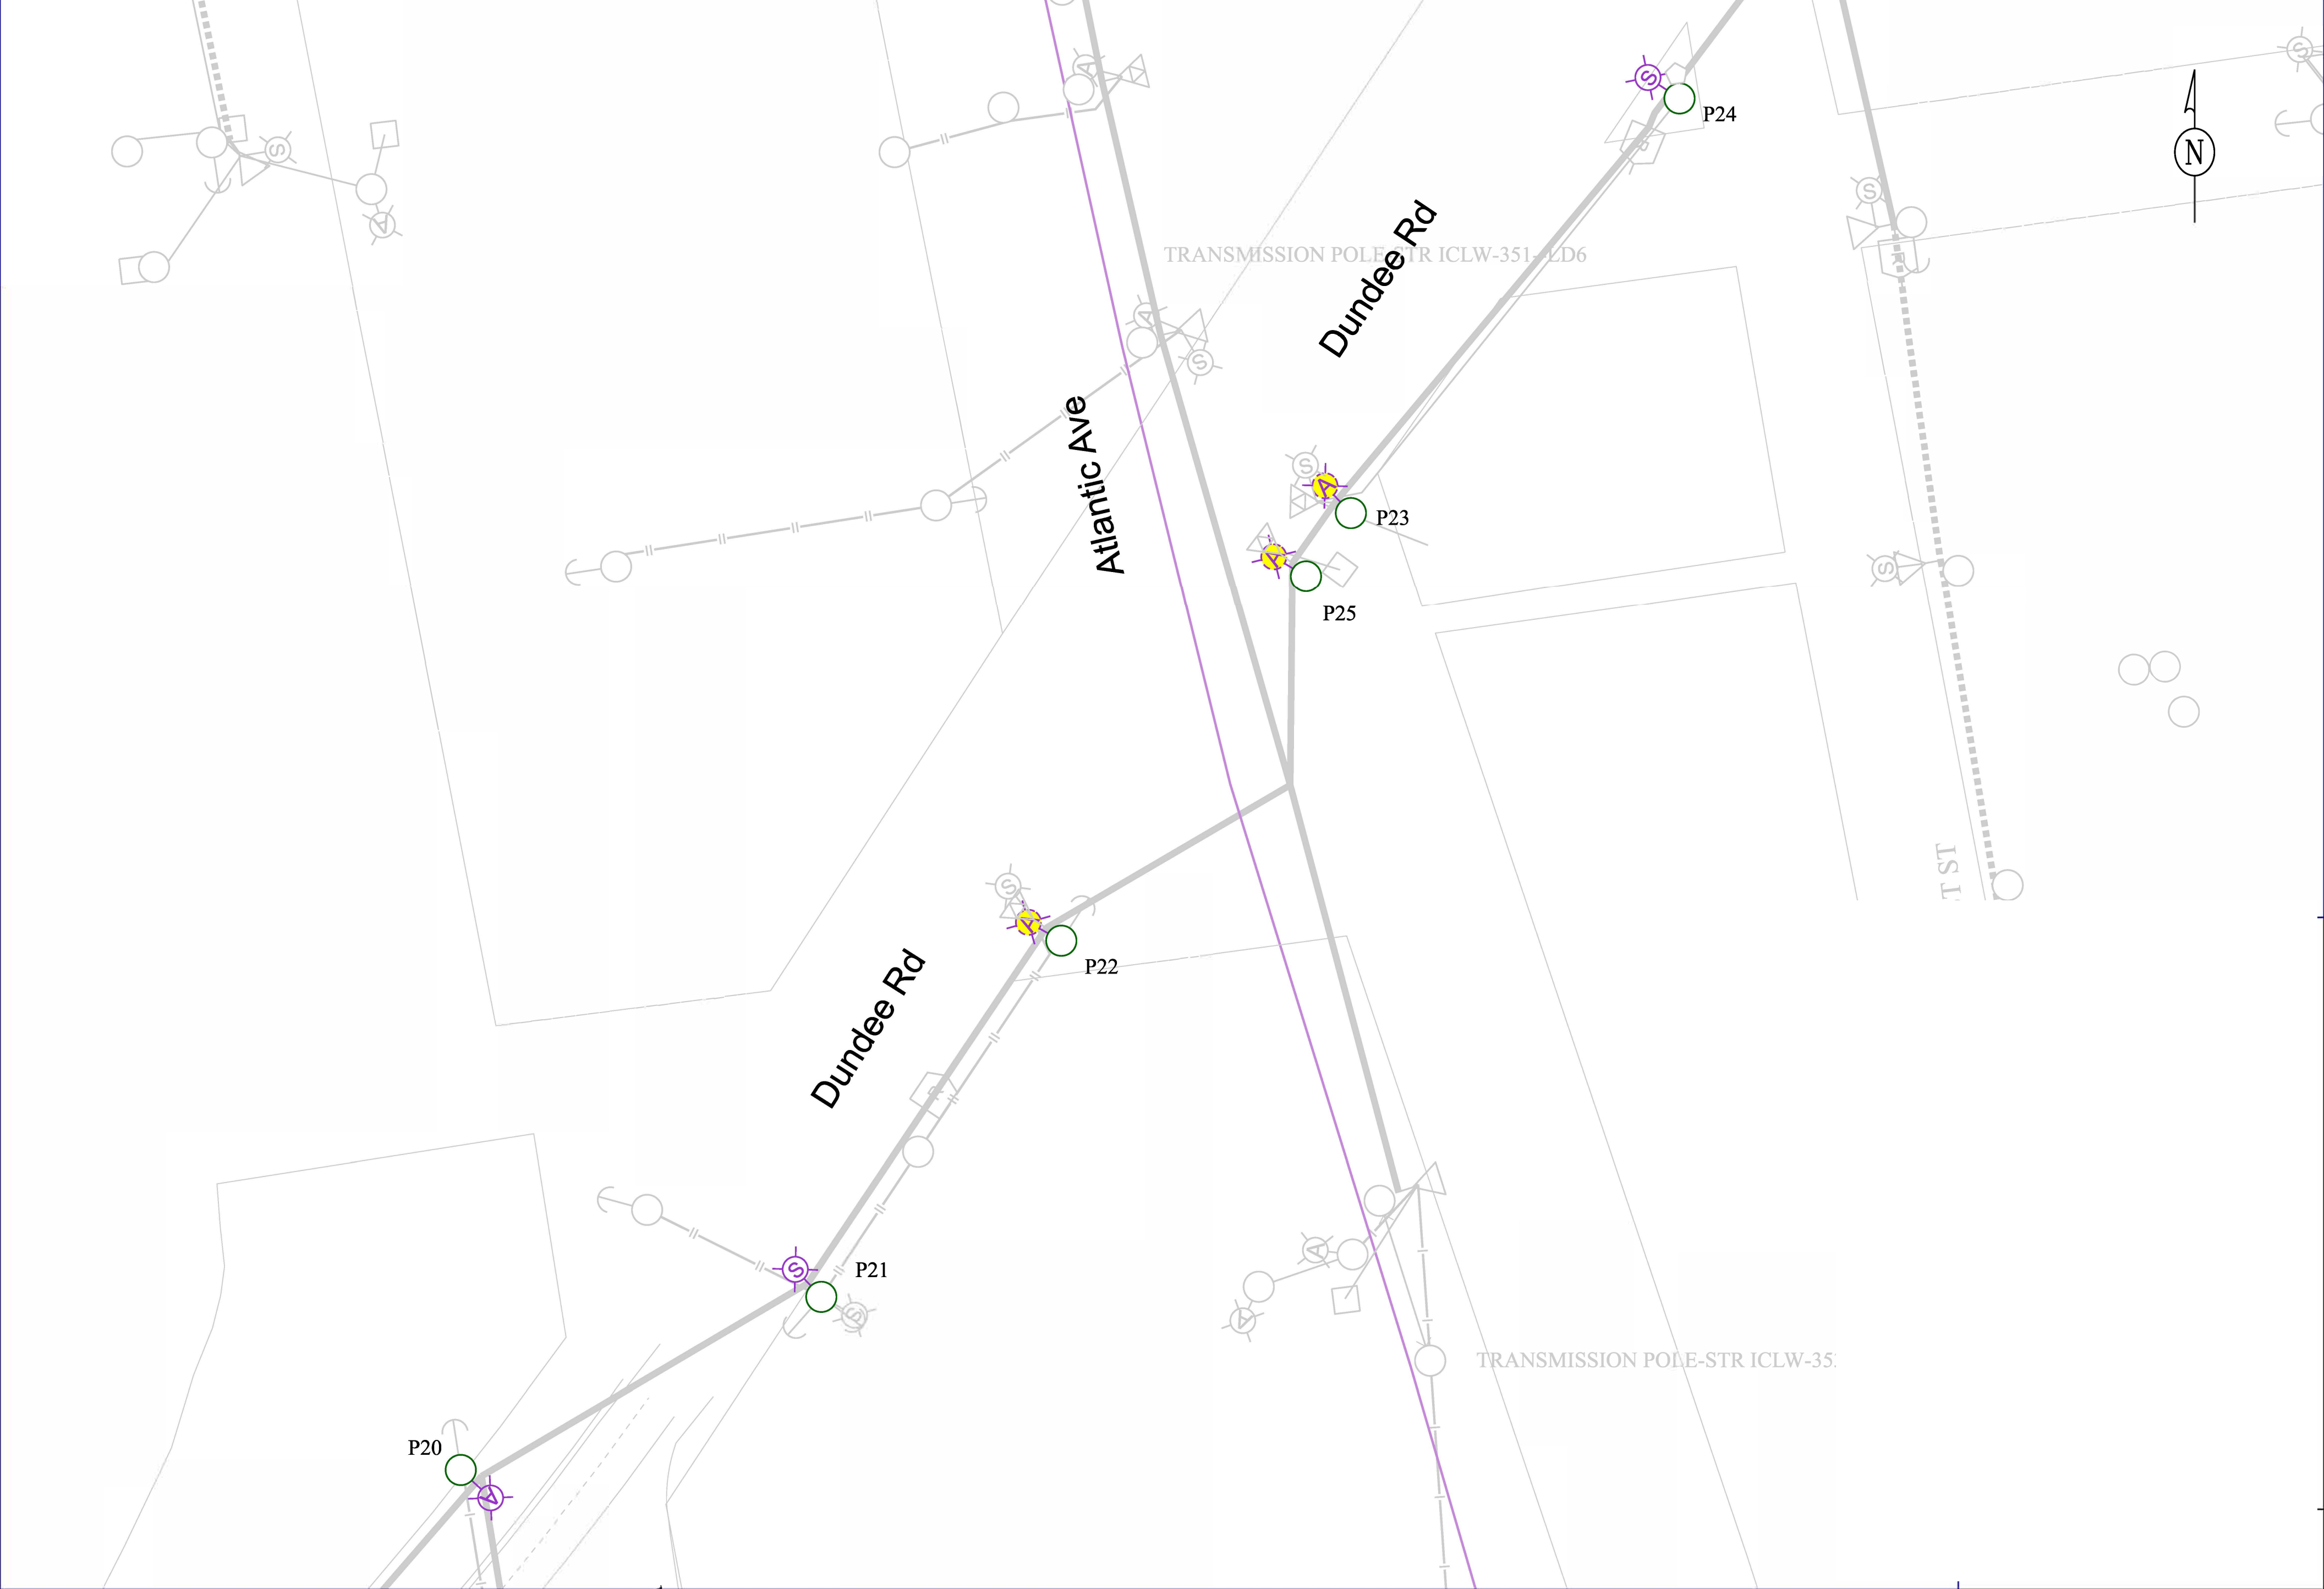 P24
N
TRANSMISSION POLE-STR ICLW-351- LD6
Dundee Rd
Atlantic Ave
P23
P25
T ST
P22
Dundee Rd
P21
TRANSMISSION POLE-STR ICLW-35
P20
S
A
S
A
A
S
S
S
S
S
A
A
S
A
S
S
A
A
A